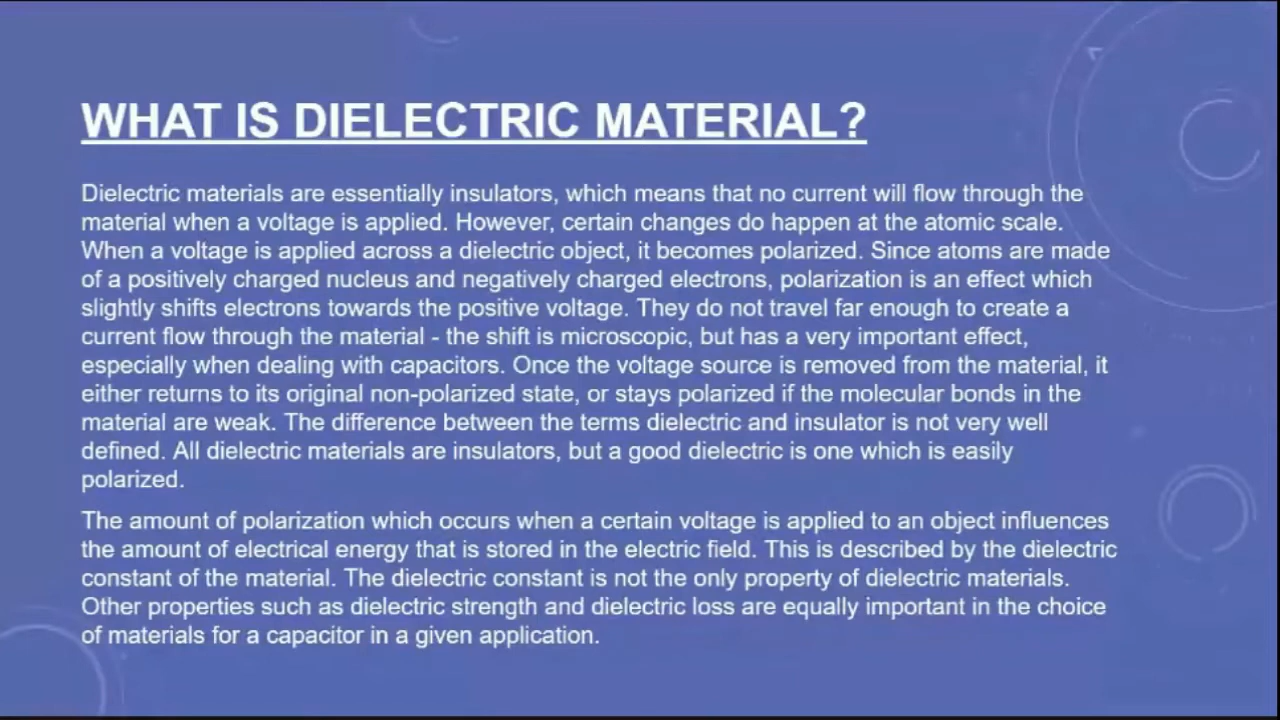 WHAT IS DIELECTRIC MATERIAL?
Dielectric materials are essentially insulators, which means that no current will flow through the
material when a voltage is applied. However, certain changes do happen at the atomic scale.
When a voltage is applied across a dielectric object, it becomes polarized. Since atoms are made
of a positively charged nucleus and negatively charged electrons, polarization is an effect which
slightly shifts electrons towards the positive voltage. They do not travel far enough to create a
current flow through the material - the shift is microscopic, but has a very important effect,
especially when dealing with capacitors. Once the voltage source is removed from the material, it
either returns to its original non-polarized state, or stays polarized if the molecular bonds in the
material are weak. The difference between the terms dielectric and insulator is not very well
defined. All dielectric materials are insulators, but a good dielectric is one which is easily
polarized.
The amount of polarization which occurs when a certain voltage is applied to an object influences
the amount of electrical energy that is stored in the electric field. This is described by the dielectric
constant of the material. The dielectric constant is not the only property of dielectric materials.
Other properties such as dielectric strength and dielectric loss are equally important in the choice
of materials for a capacitor in a given application.